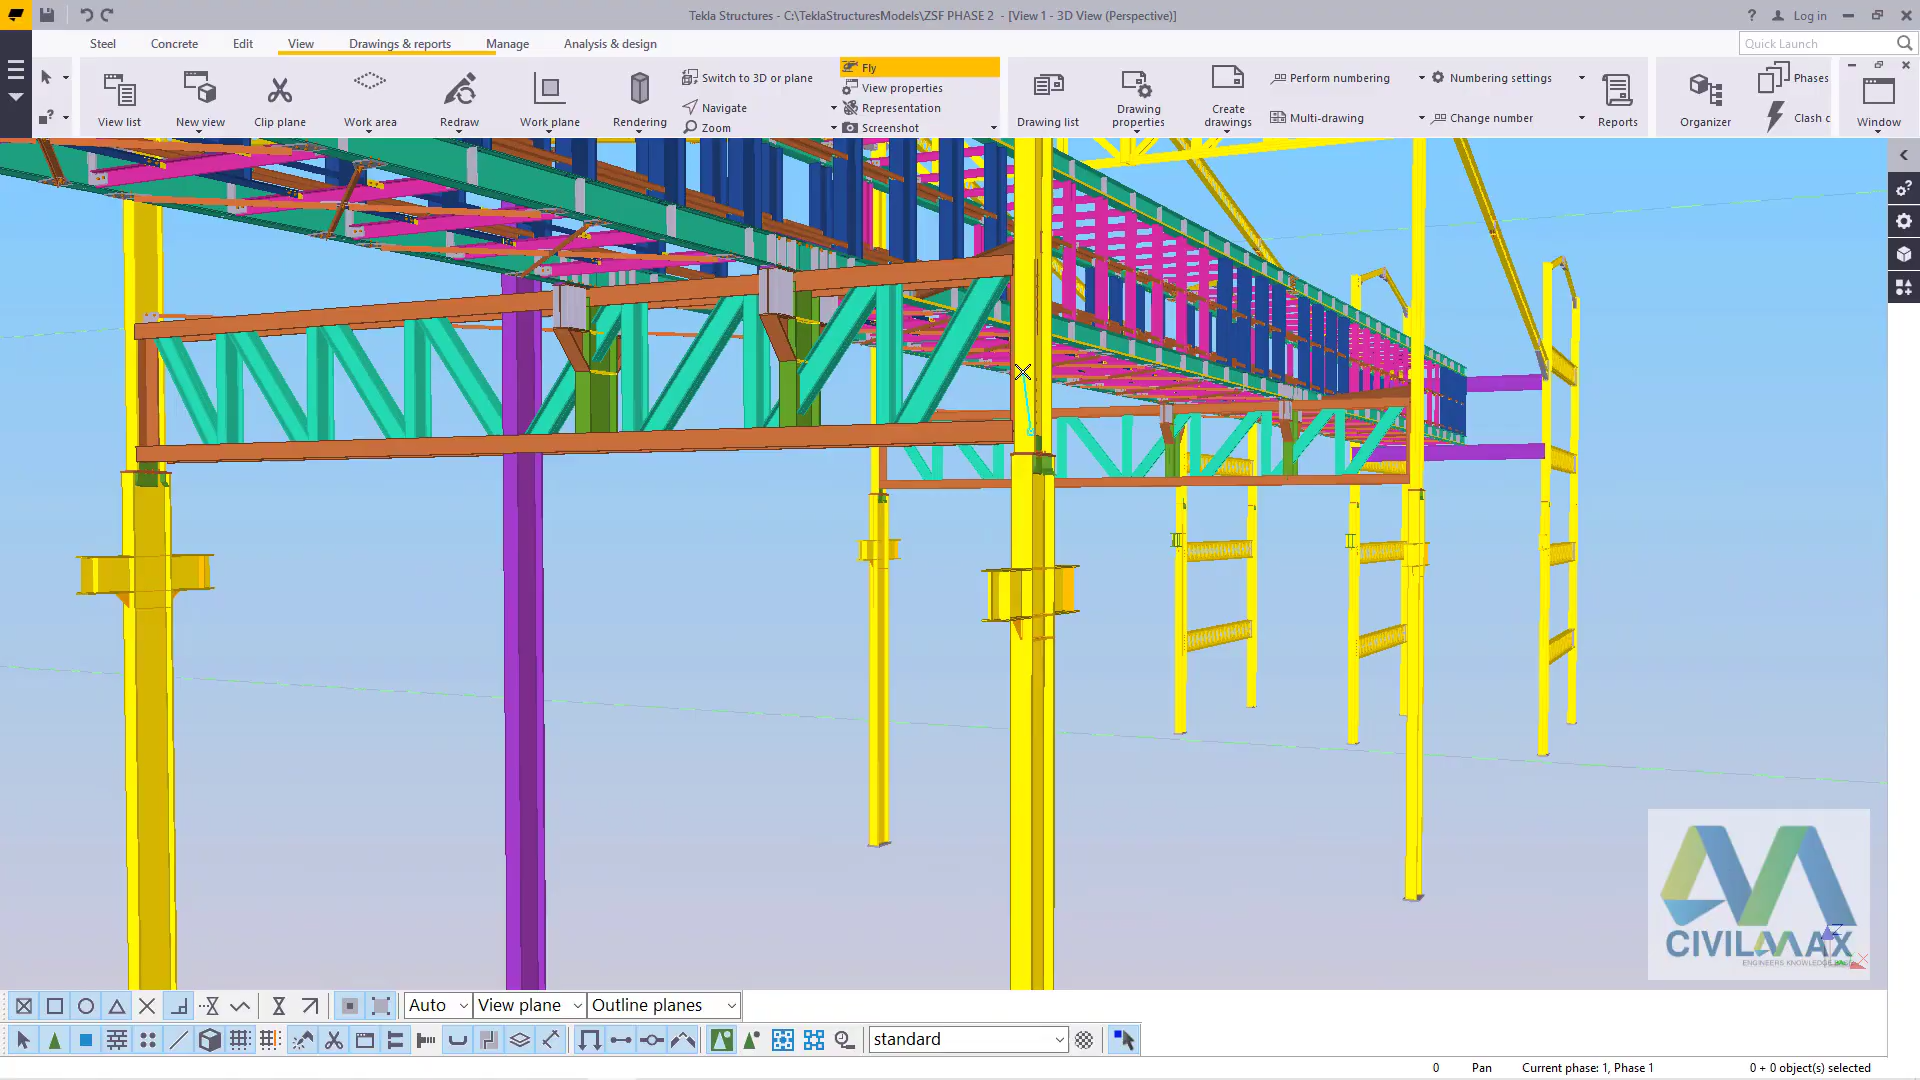 Tekla Structures - C:\TeklaStructuresModels\ZSF PHASE 2 - [View 1 - 3D View (Perspective)]
? Log in
Steel Concrete Edit View Drawings & reports Manage Analysis & design
Quick Launch
Fly
Switch to 3D or plane
View properties
Perform numbering
Numbering settings
Phases
Navigate
Representation
View list
New view
Clip plane
Work area
Redraw
Work plane
Rendering
Zoom
Screenshot
Drawing list
Drawing properties
Create drawings
Multi-drawing
Change number
Reports
Organizer
Clash c
Window
CIVILMAX
Auto
View plane
Outline planes
standard
0
Pan
Current phase: 1, Phase 1
0 + 0 object(s) selected